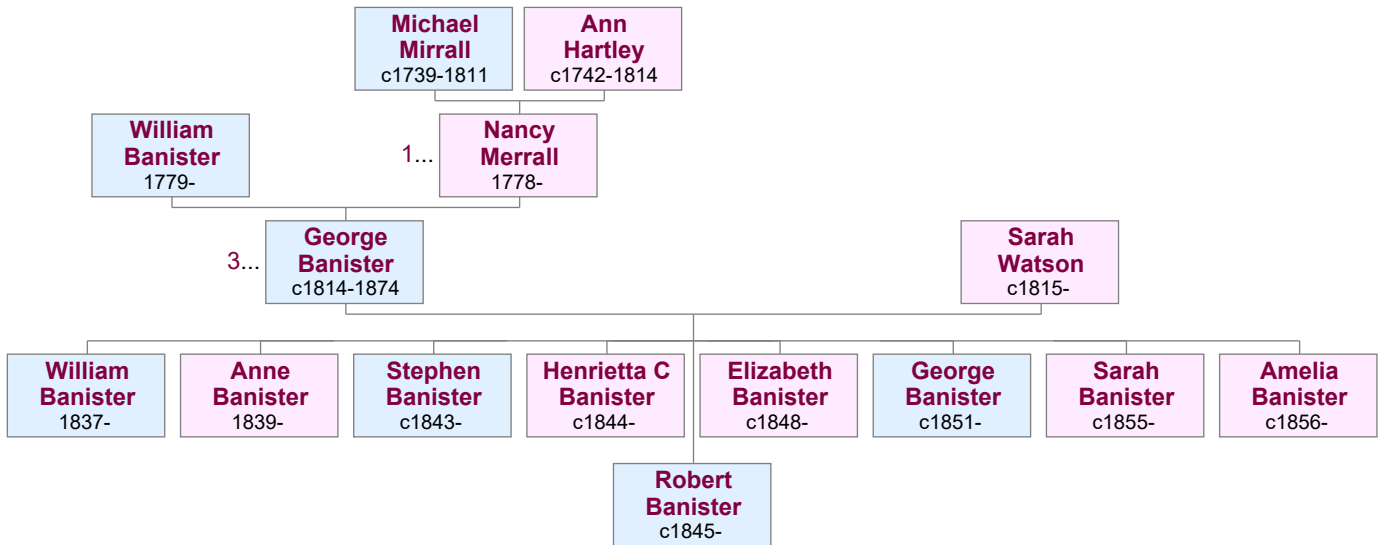 Michael
Mirrall
c1739-1811
Ann
Hartley
c1742-1814
William
Banister
1779-
1...
Nancy
Merrall
1778-
3...
George
Banister
c1814-1874
Sarah
Watson
c1815-
William
Banister
1837-
Anne
Banister
1839-
Stephen
Banister
c1843-
Henrietta C
Banister
c1844-
Elizabeth
Banister
c1848-
George
Banister
c1851-
Sarah
Banister
c1855-
Amelia
Banister
c1856-
Robert
Banister
c1845-